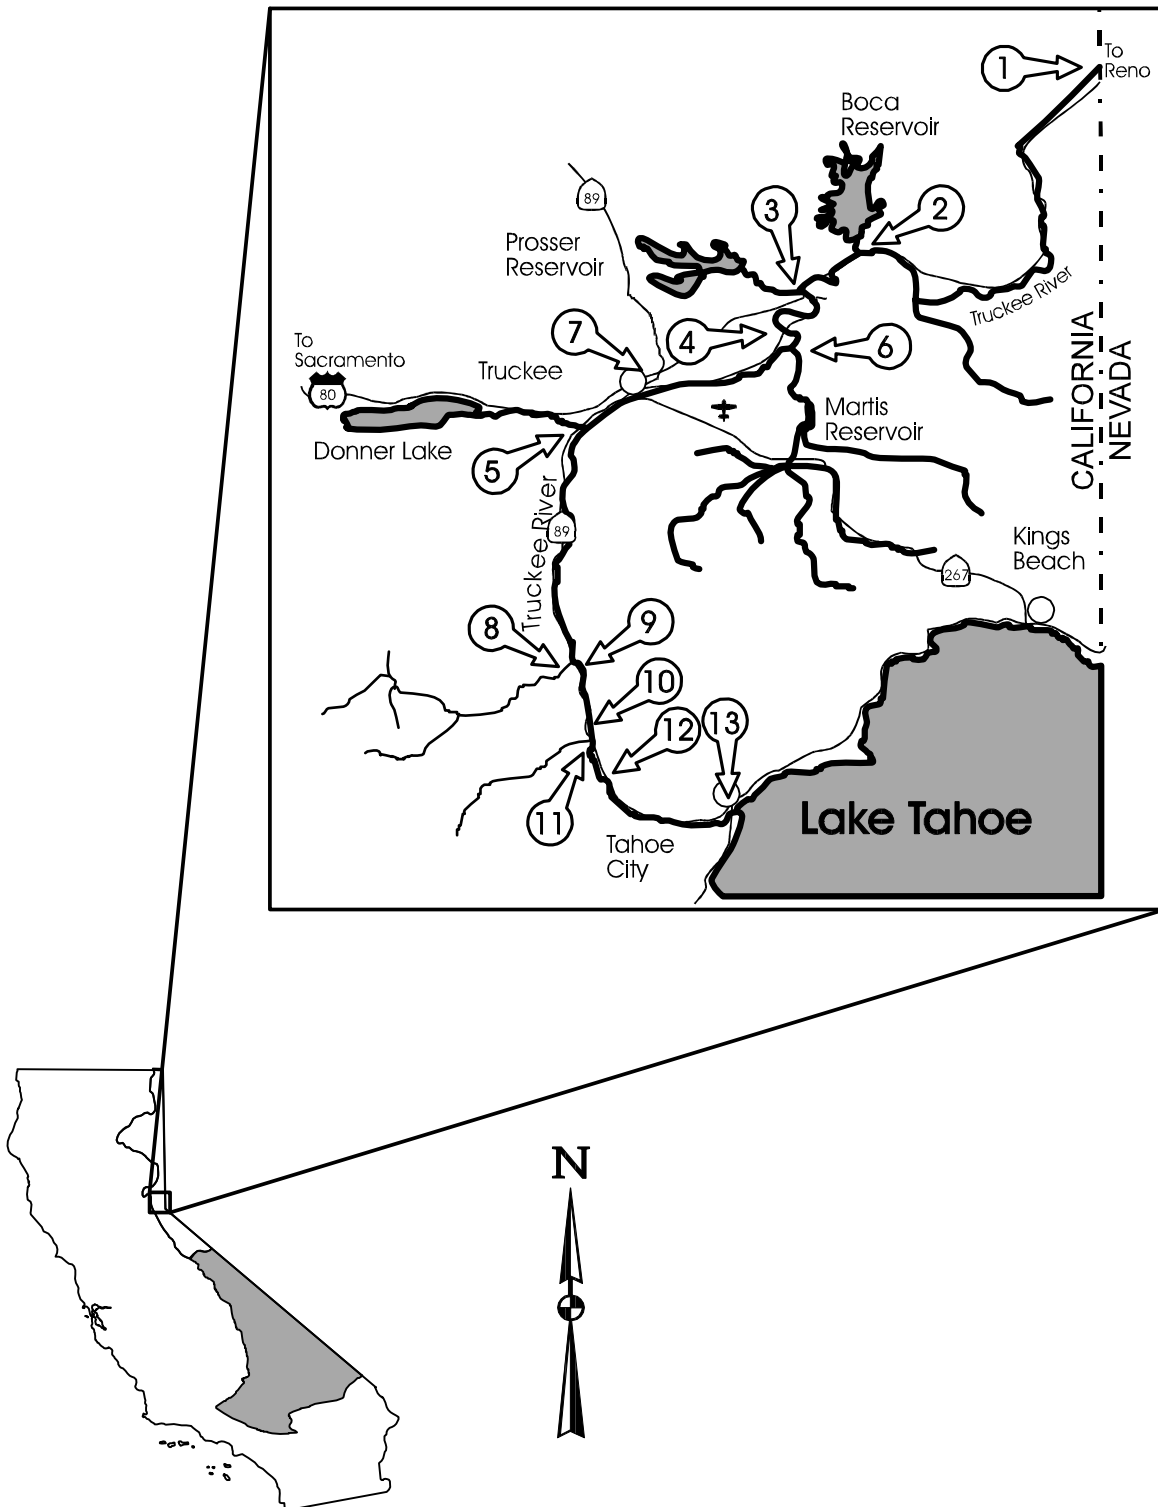 1
To
Reno
Boca
Reservoir
89
3
2
Prosser
Reservoir
Truckee River
7
4
6
To
Sacramento
80
Truckee
CALIFORNIA
NEVADA
Martis
Reservoir
Donner Lake
5
89
Truckee River
Kings
Beach
267
8
9
10
12
13
11
Lake Tahoe
Tahoe
City
N